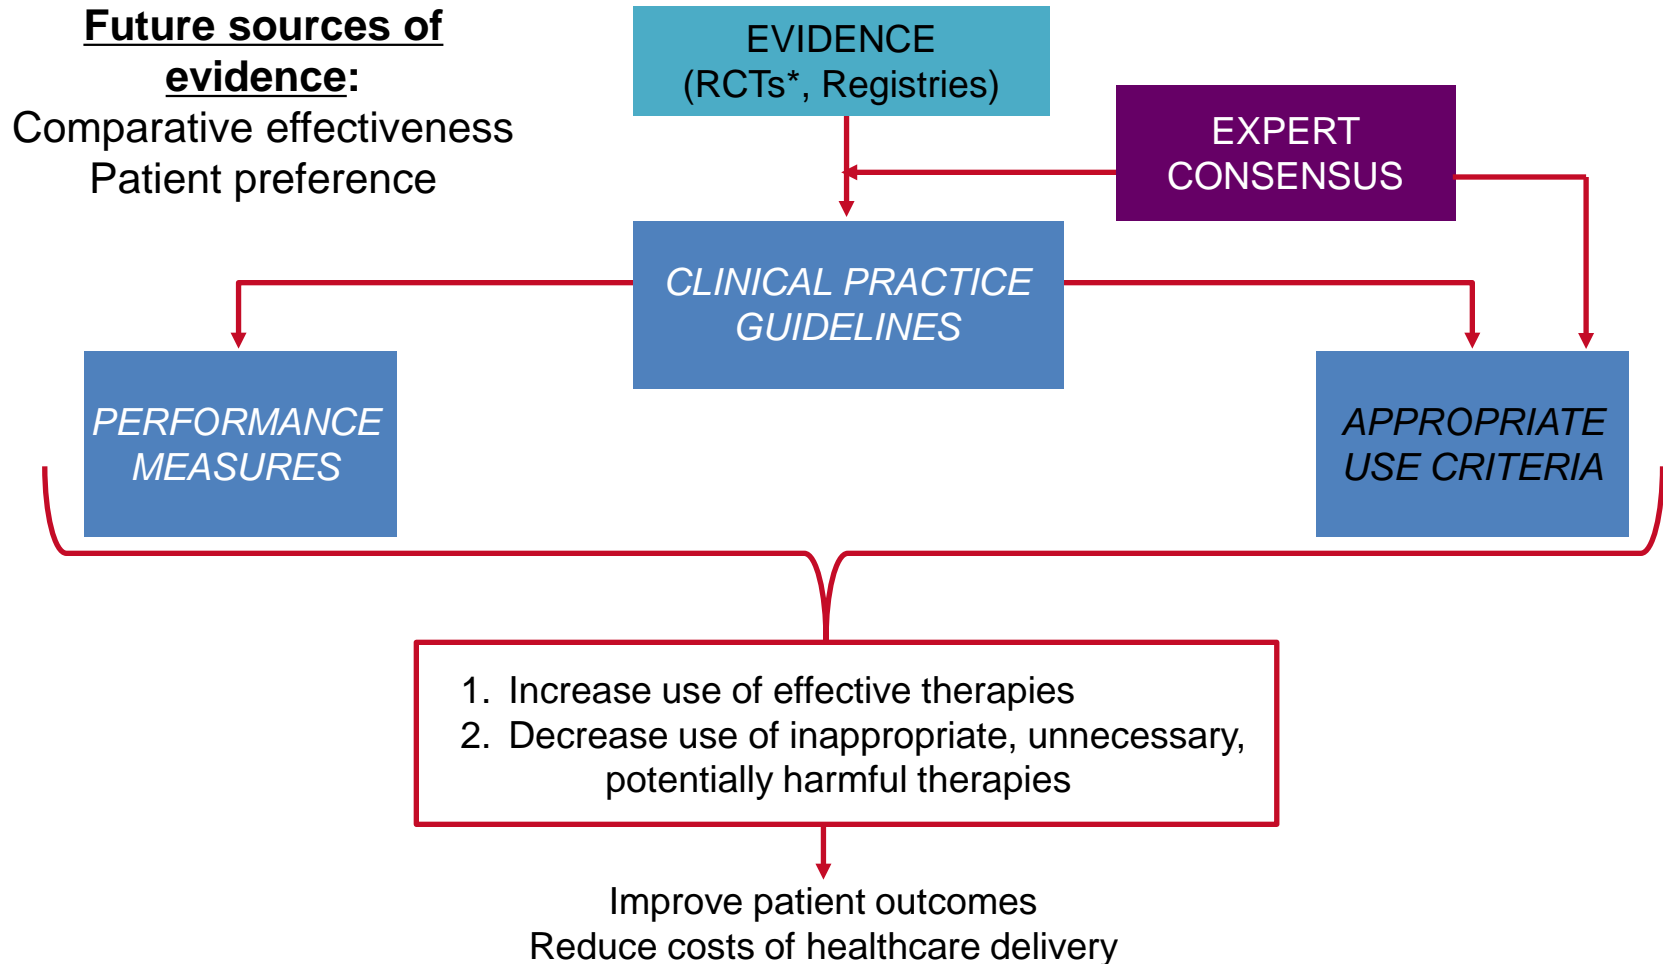 Future sources of
evidence:
Comparative effectiveness
Patient preference
EVIDENCE
(RCTs*, Registries)
EXPERT
CONSENSUS
CLINICAL PRACTICE
GUIDELINES
PERFORMANCE
MEASURES
APPROPRIATE
USE CRITERIA
1. Increase use of effective therapies
2. Decrease use of inappropriate, unnecessary,
potentially harmful therapies
Improve patient outcomes
Reduce costs of healthcare delivery